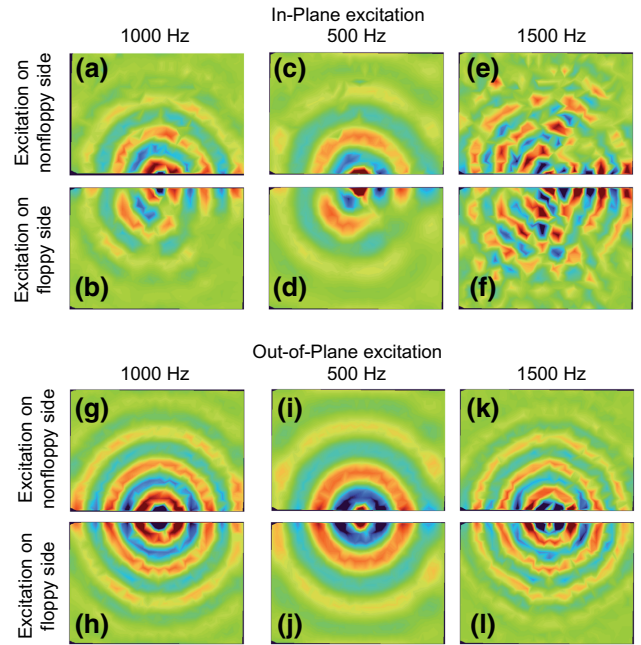 In-Plane excitation
1000 Hz
500 Hz
1500 Hz
Excitation on
nonfloppy side
(a)
(c)
(e)
Excitation on
floppy side
(b)
(d)
(f)
Out-of-Plane excitation
1000 Hz
500 Hz
1500 Hz
Excitation on
nonfloppy side
(g)
(i)
(k)
Excitation on
floppy side
(h)
(j)
(l)